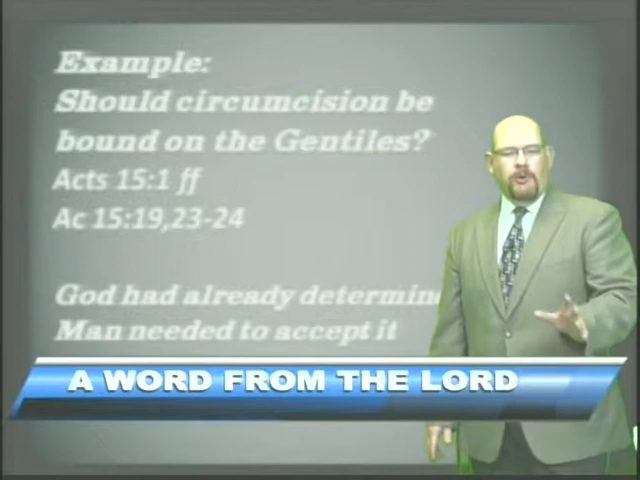 Example:
Should circumcision be
bound on the Gentiles?
Acts 15:1 ff
Ac 15:19,23-24
God had already determin
Man needed to accept it
A WORD FROM THE LORD